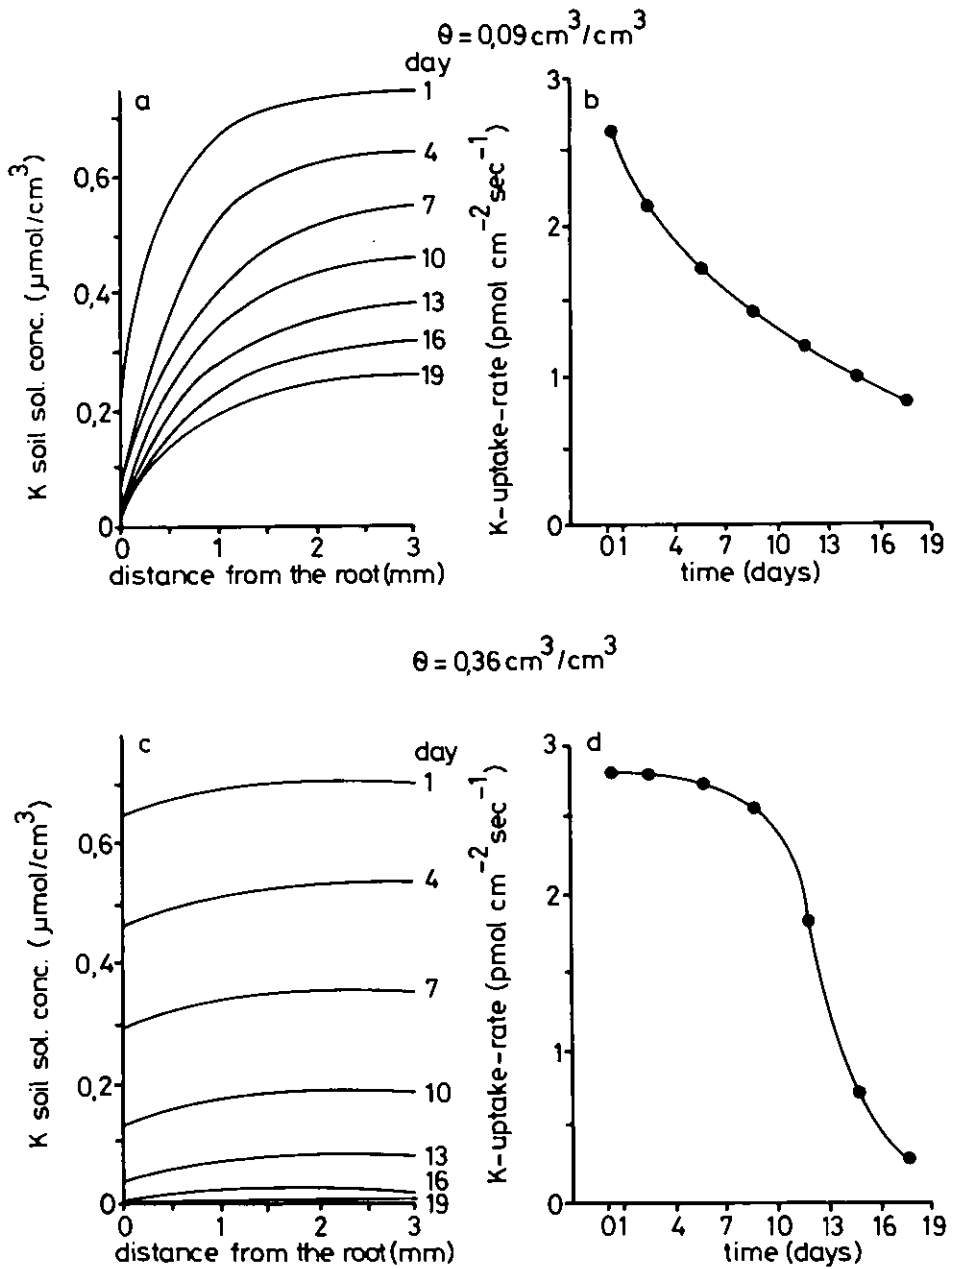 θ = 0,09 cm³/cm³
a
day
1
4
7
10
13
16
19
K soil sol. conc. (µmol/cm³)
0,6
0,4
0,2
0
0 1 2 3
distance from the root (mm)
b
K-uptake-rate (pmol cm⁻² sec⁻¹)
3
2
1
0
0 1 4 7 10 13 16 19
time (days)
θ = 0,36 cm³/cm³
c
day
1
4
7
10
13
16
19
K soil sol. conc. (µmol/cm³)
0,6
0,4
0,2
0
0 1 2 3
distance from the root (mm)
d
K-uptake-rate (pmol cm⁻² sec⁻¹)
3
2
1
0
0 1 4 7 10 13 16 19
time (days)